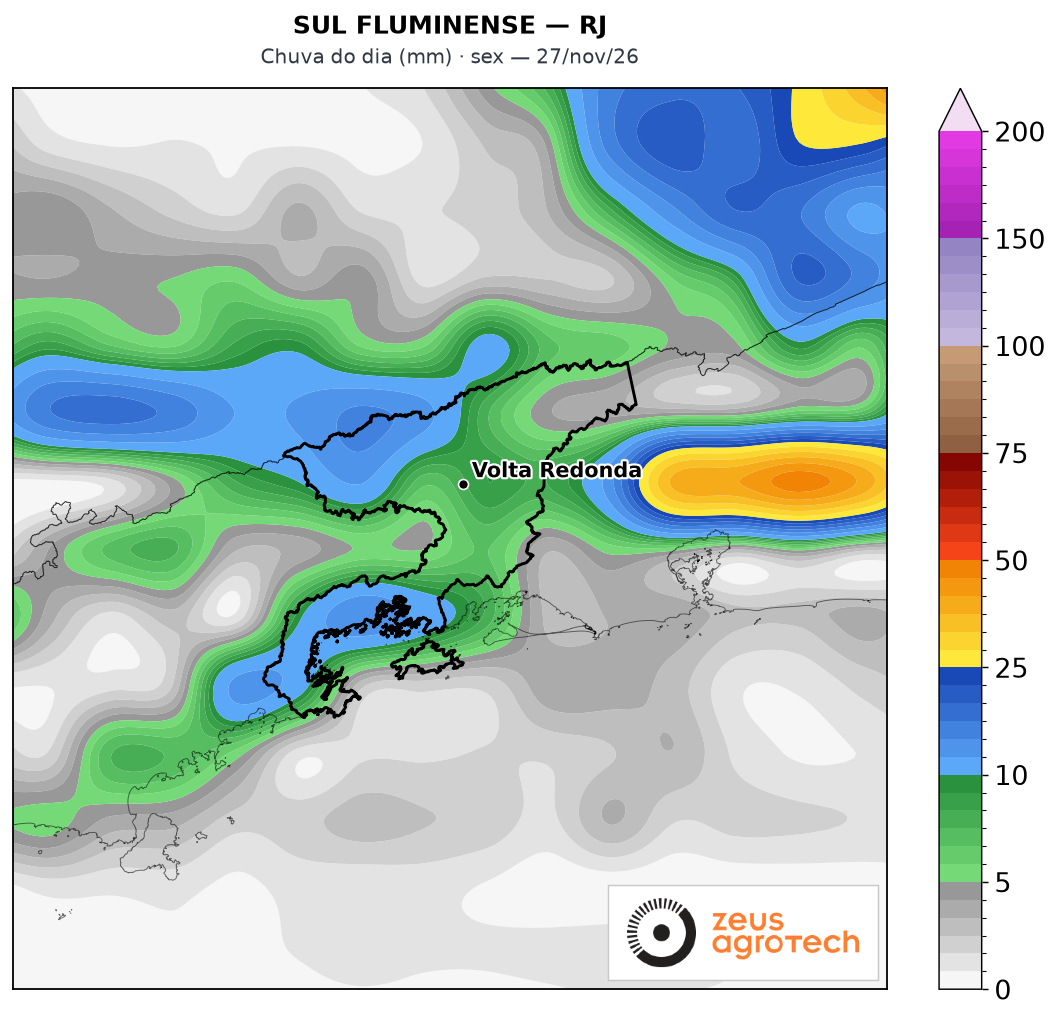 SUL FLUMINENSE — RJ
Chuva do dia (mm) · sex — 27/nov/26
200
150
100
75
50
25
10
5
0
Volta Redonda
zeus
agrotech